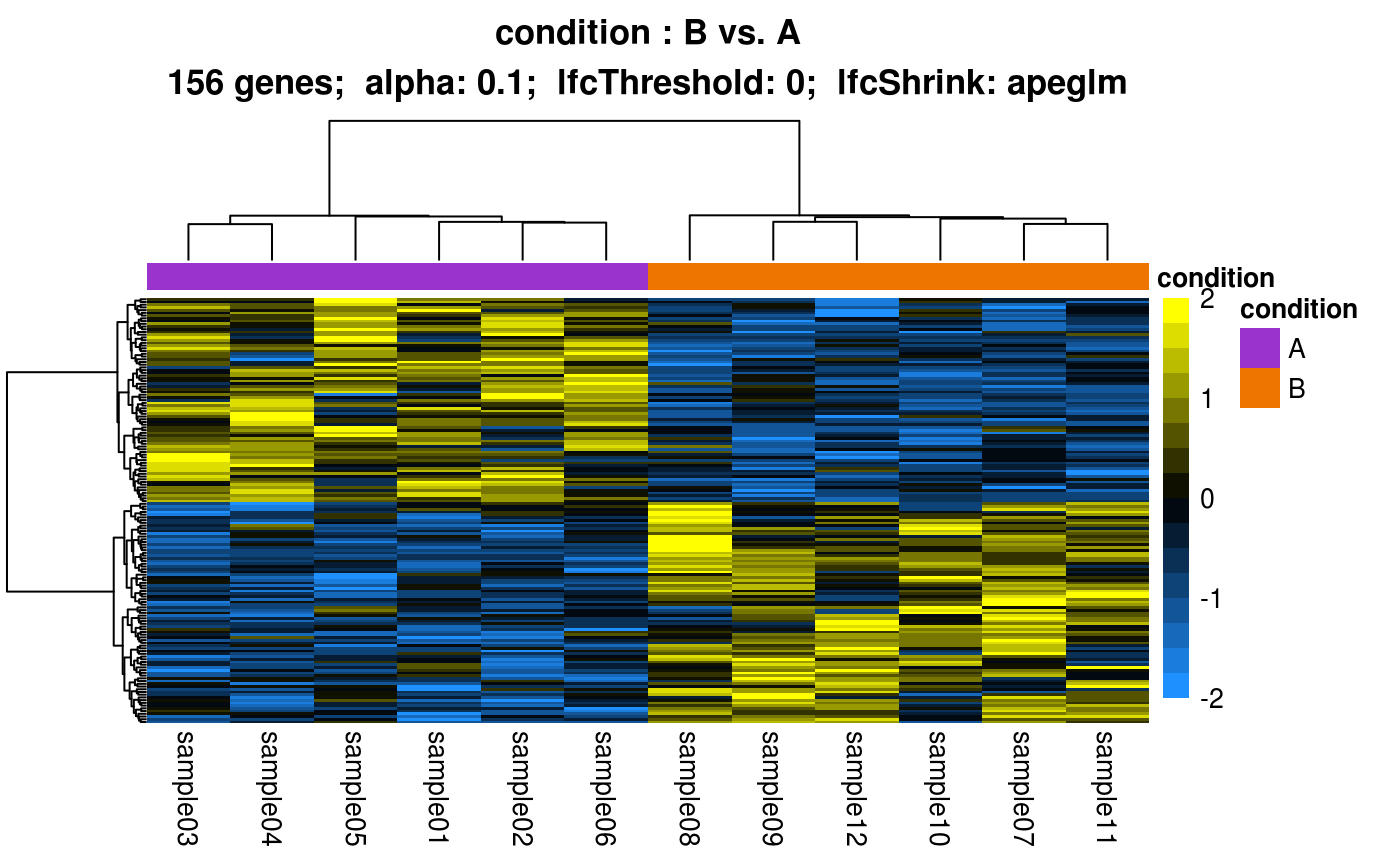 condition : B vs. A
156 genes;  alpha: 0.1;  lfcThreshold: 0;  lfcShrink: apeglm
condition
2
1
0
-1
-2
condition
A
B
sample03
sample04
sample05
sample01
sample02
sample06
sample08
sample09
sample12
sample10
sample07
sample11